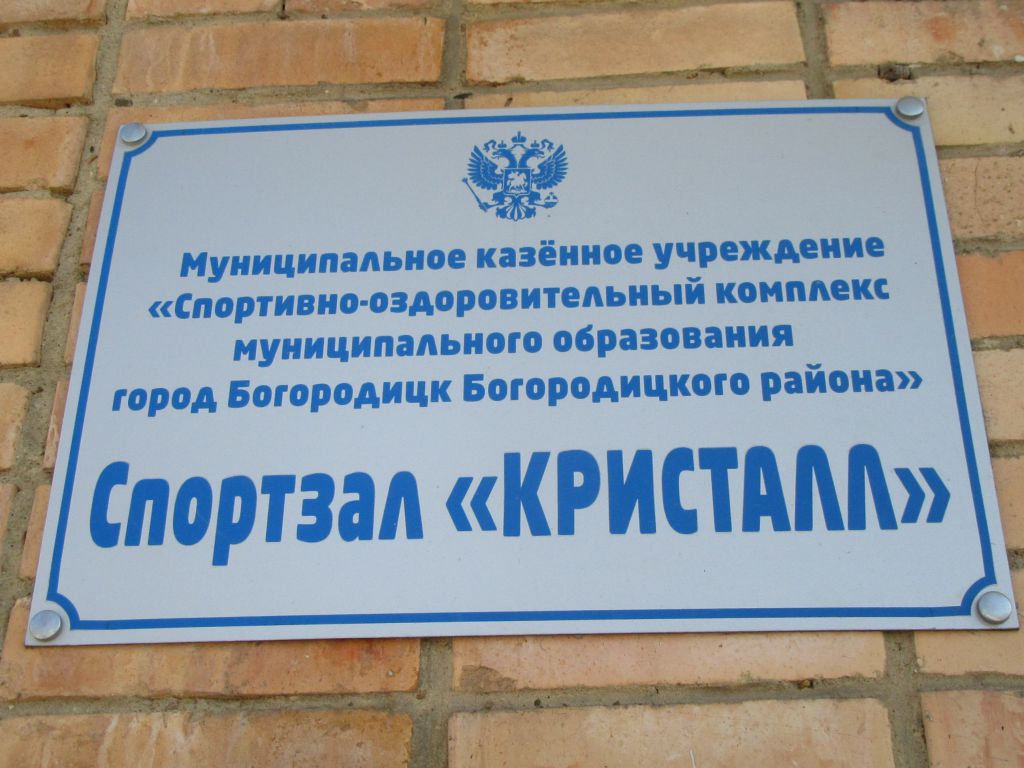 Муниципальное казённое учреждение
«Спортивно-оздоровительный комплекс
муниципального образования
город Богородицк Богородицкого района»
Спортзал «КРИСТАЛЛ»